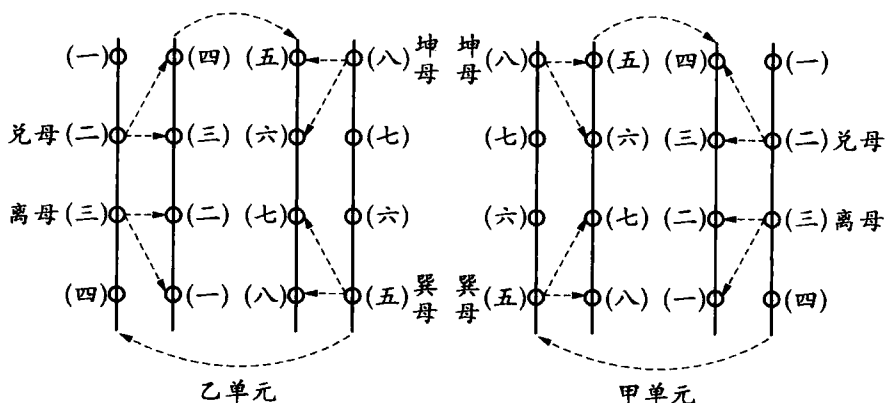 (一) (四) (五) (八) 坤母 坤母 (八) (五) (四) (一)
兑母 (二) (三) (六) (七) (七) (六) (三) (二) 兑母
离母 (三) (二) (七) (六) (六) (七) (二) (三) 离母
(四) (一) (八) (五) 巽母 巽母 (五) (八) (一) (四)
乙单元 甲单元